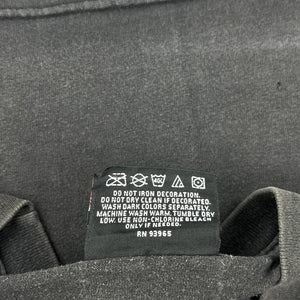 DO NOT IRON DECORATION.
DO NOT DRY CLEAN IF DECORATED.
WASH DARK COLORS SEPARATELY.
MACHINE WASH WARM. TUMBLE DRY
LOW. USE NON-CHLORINE BLEACH
ONLY IF NEEDED.
RN 93965